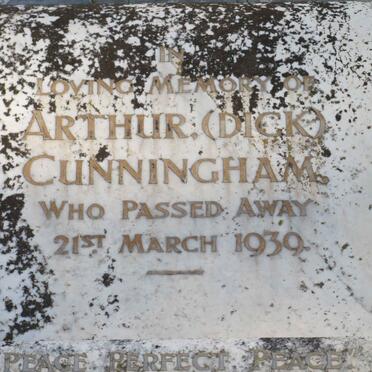 IN
LOVING MEMORY OF
ARTHUR. (DICK)
CUNNINGHAM.
WHO PASSED AWAY
21ST MARCH 1939.
PEACE PERFECT PEACE"